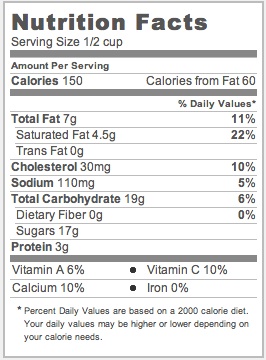 Nutrition Facts
Serving Size 1/2 cup
Amount Per Serving
Calories 150 Calories from Fat 60
% Daily Values*
Total Fat 7g 11%
Saturated Fat 4.5g 22%
Trans Fat 0g
Cholesterol 30mg 10%
Sodium 110mg 5%
Total Carbohydrate 19g 6%
Dietary Fiber 0g 0%
Sugars 17g
Protein 3g
Vitamin A 6% ● Vitamin C 10%
Calcium 10% ● Iron 0%
* Percent Daily Values are based on a 2000 calorie diet.
Your daily values may be higher or lower depending on
your calorie needs.